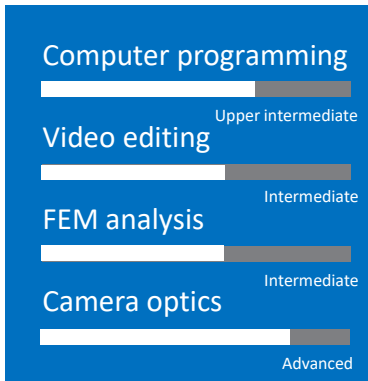 Computer programming
Upper intermediate
Video editing
Intermediate
FEM analysis
Intermediate
Camera optics
Advanced